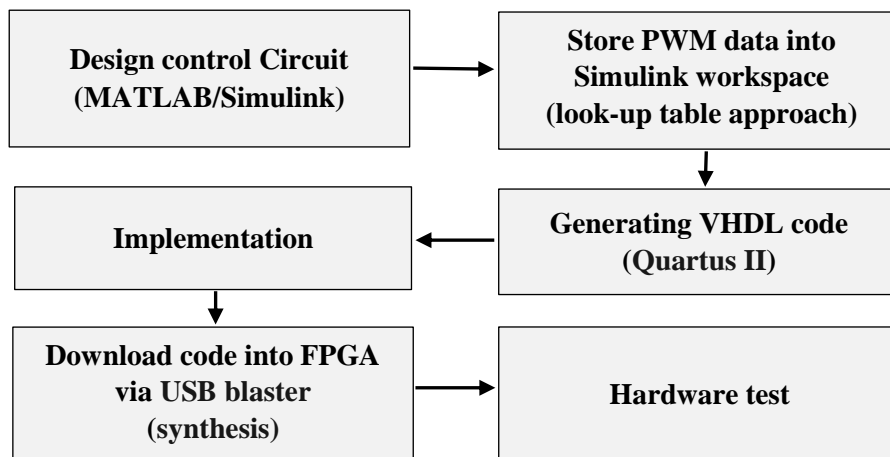 Design control Circuit
(MATLAB/Simulink)
Store PWM data into
Simulink workspace
(look-up table approach)
Generating VHDL code
(Quartus II)
Implementation
Download code into FPGA
via USB blaster
(synthesis)
Hardware test